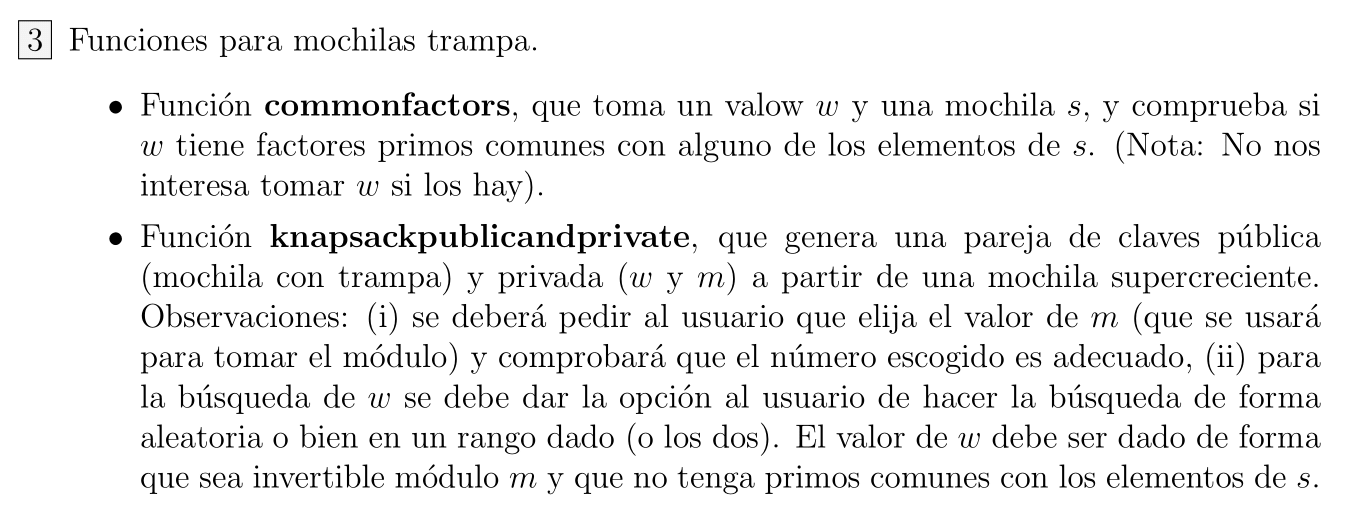 3 Funciones para mochilas trampa.
• Función commonfactors, que toma un valow w y una mochila s, y comprueba si
w tiene factores primos comunes con alguno de los elementos de s. (Nota: No nos
interesa tomar w si los hay).
• Función knapsackpublicandprivate, que genera una pareja de claves pública
(mochila con trampa) y privada (w y m) a partir de una mochila supercreciente.
Observaciones: (i) se deberá pedir al usuario que elija el valor de m (que se usará
para tomar el módulo) y comprobará que el número escogido es adecuado, (ii) para
la búsqueda de w se debe dar la opción al usuario de hacer la búsqueda de forma
aleatoria o bien en un rango dado (o los dos). El valor de w debe ser dado de forma
que sea invertible módulo m y que no tenga primos comunes con los elementos de s.